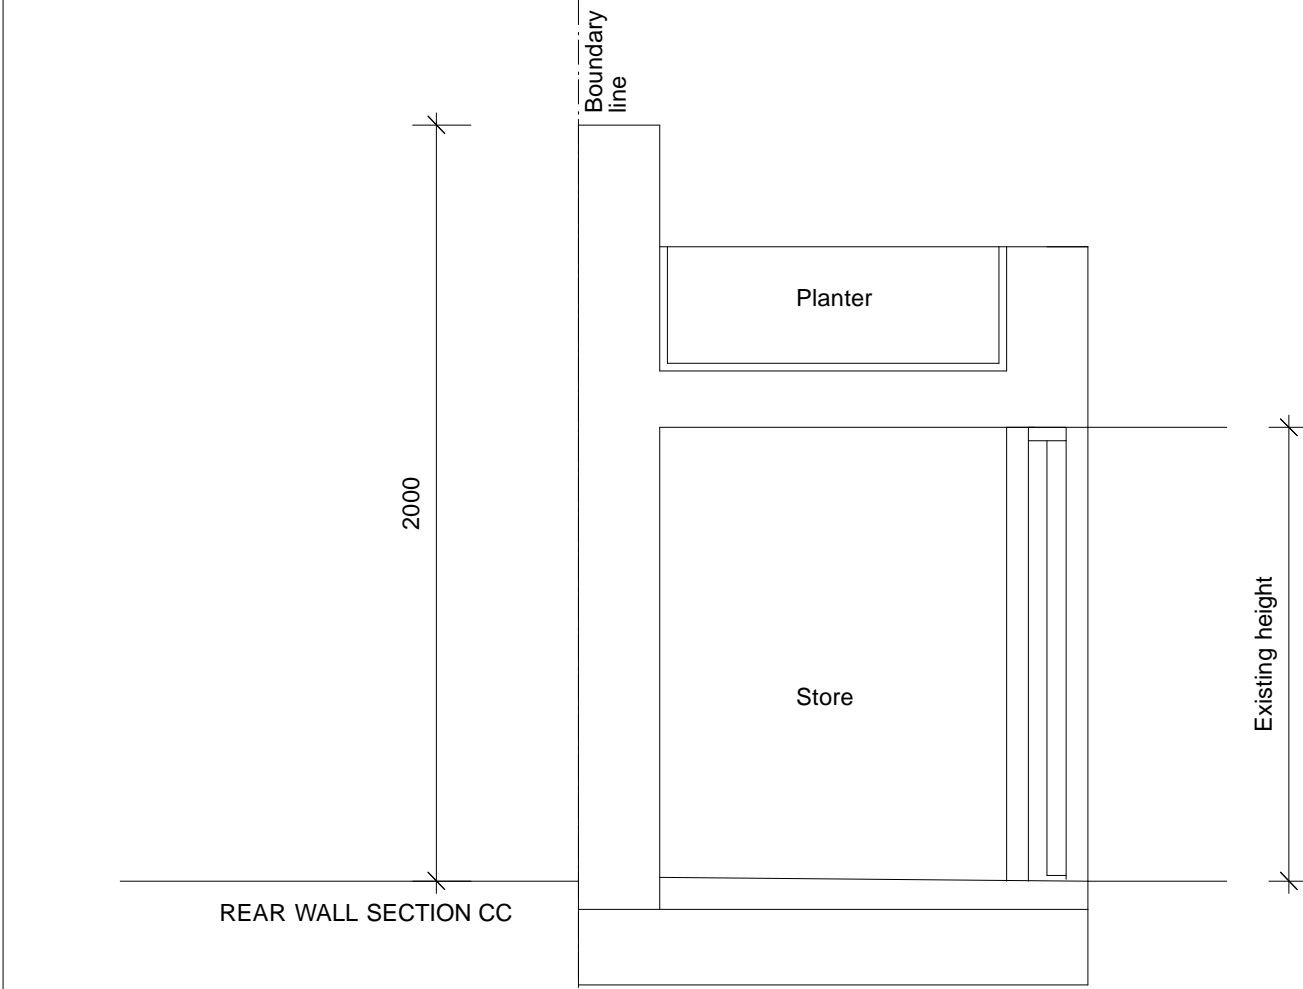 Boundary
line
Planter
2000
Existing height
Store
REAR WALL SECTION CC